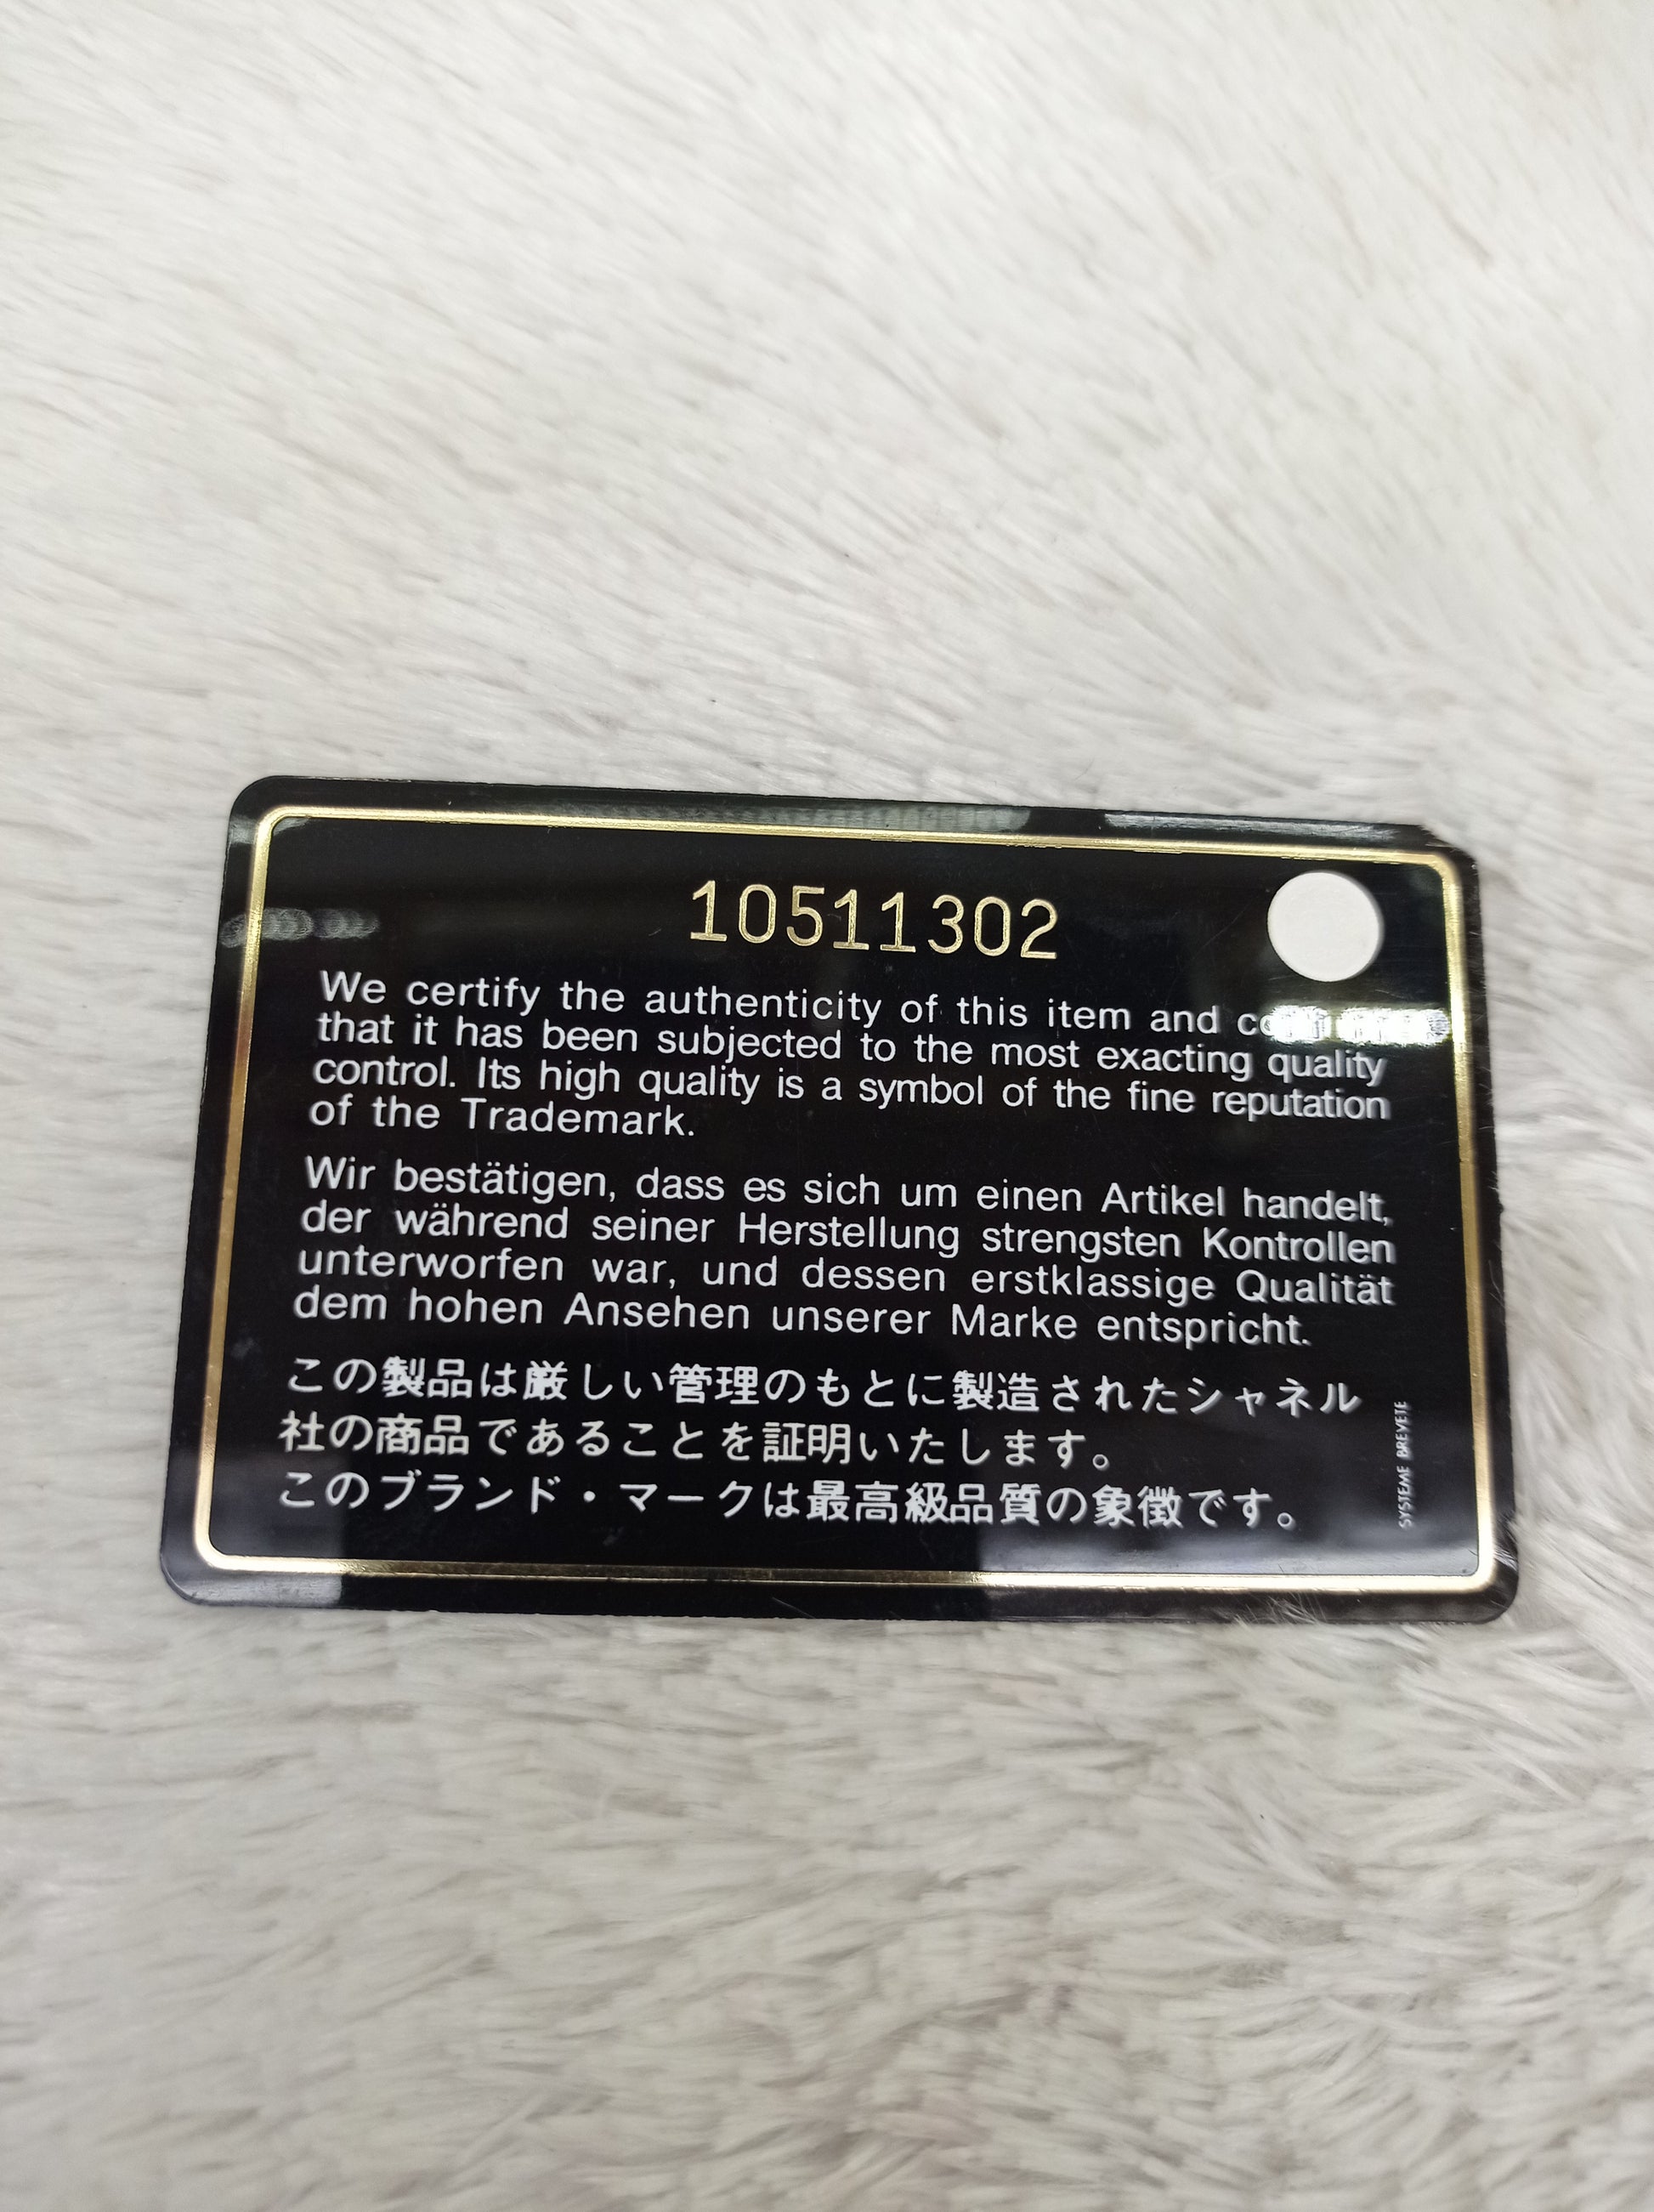 10511302
We certify the authenticity of this item and
that it has been subjected to the most exacting quality
control. Its high quality is a symbol of the fine reputation
of the Trademark.
Wir bestätigen, dass es sich um einen Artikel handelt,
der während seiner Herstellung strengsten Kontrollen
unterworfen war, und dessen erstklassige Qualität
dem hohen Ansehen unserer Marke entspricht.
この製品は厳しい管理のもとに製造されたシャネル
社の商品であることを証明いたします。
このブランド・マークは最高級品質の象徴です。
SYSTEME BREVETE